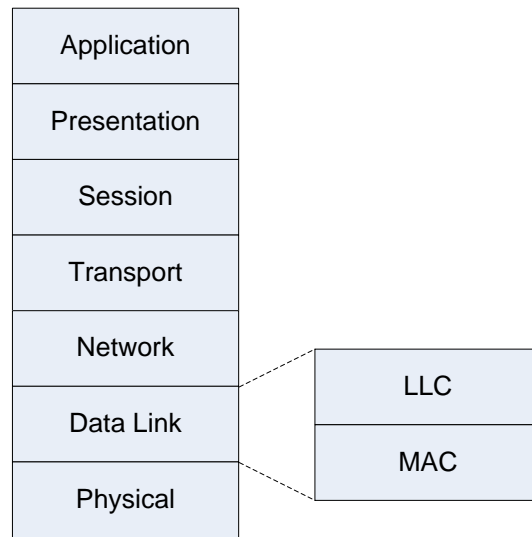 Application
Presentation
Session
Transport
Network
Data Link
Physical
LLC
MAC